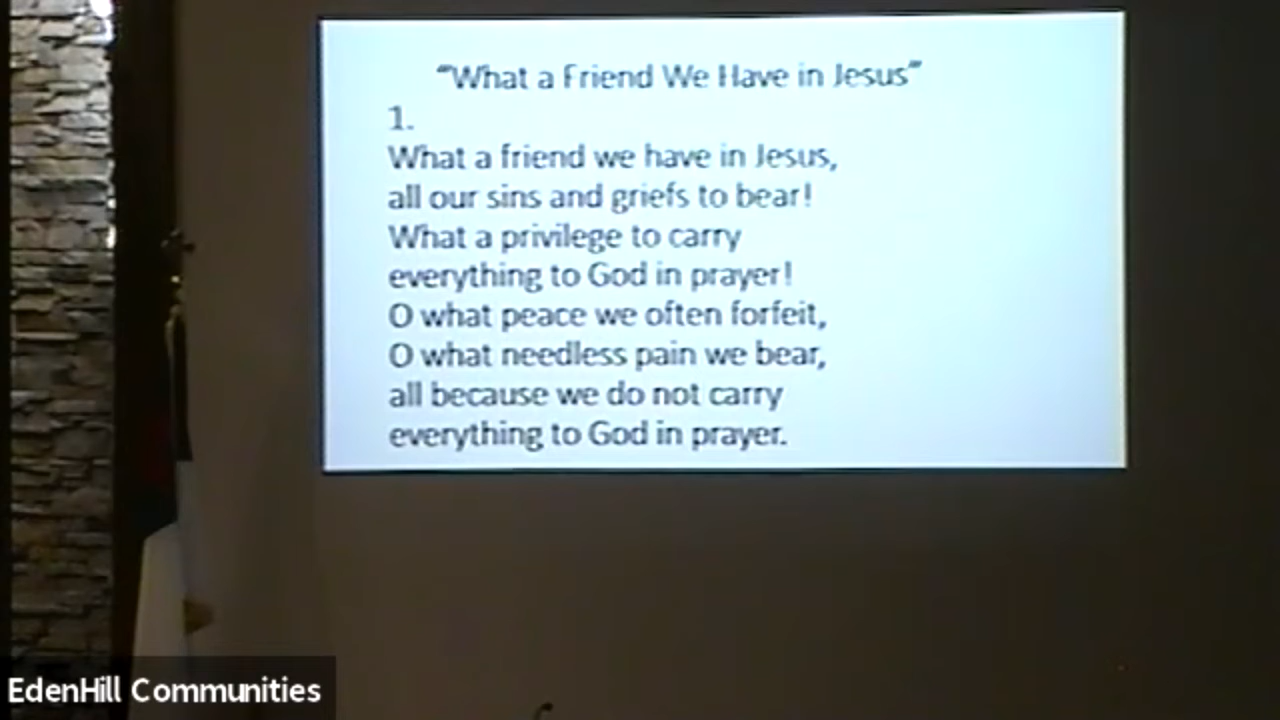 “What a Friend We Have in Jesus”
1.
What a friend we have in Jesus,
all our sins and griefs to bear!
What a privilege to carry
everything to God in prayer!
O what peace we often forfeit,
O what needless pain we bear,
all because we do not carry
everything to God in prayer.
EdenHill Communities